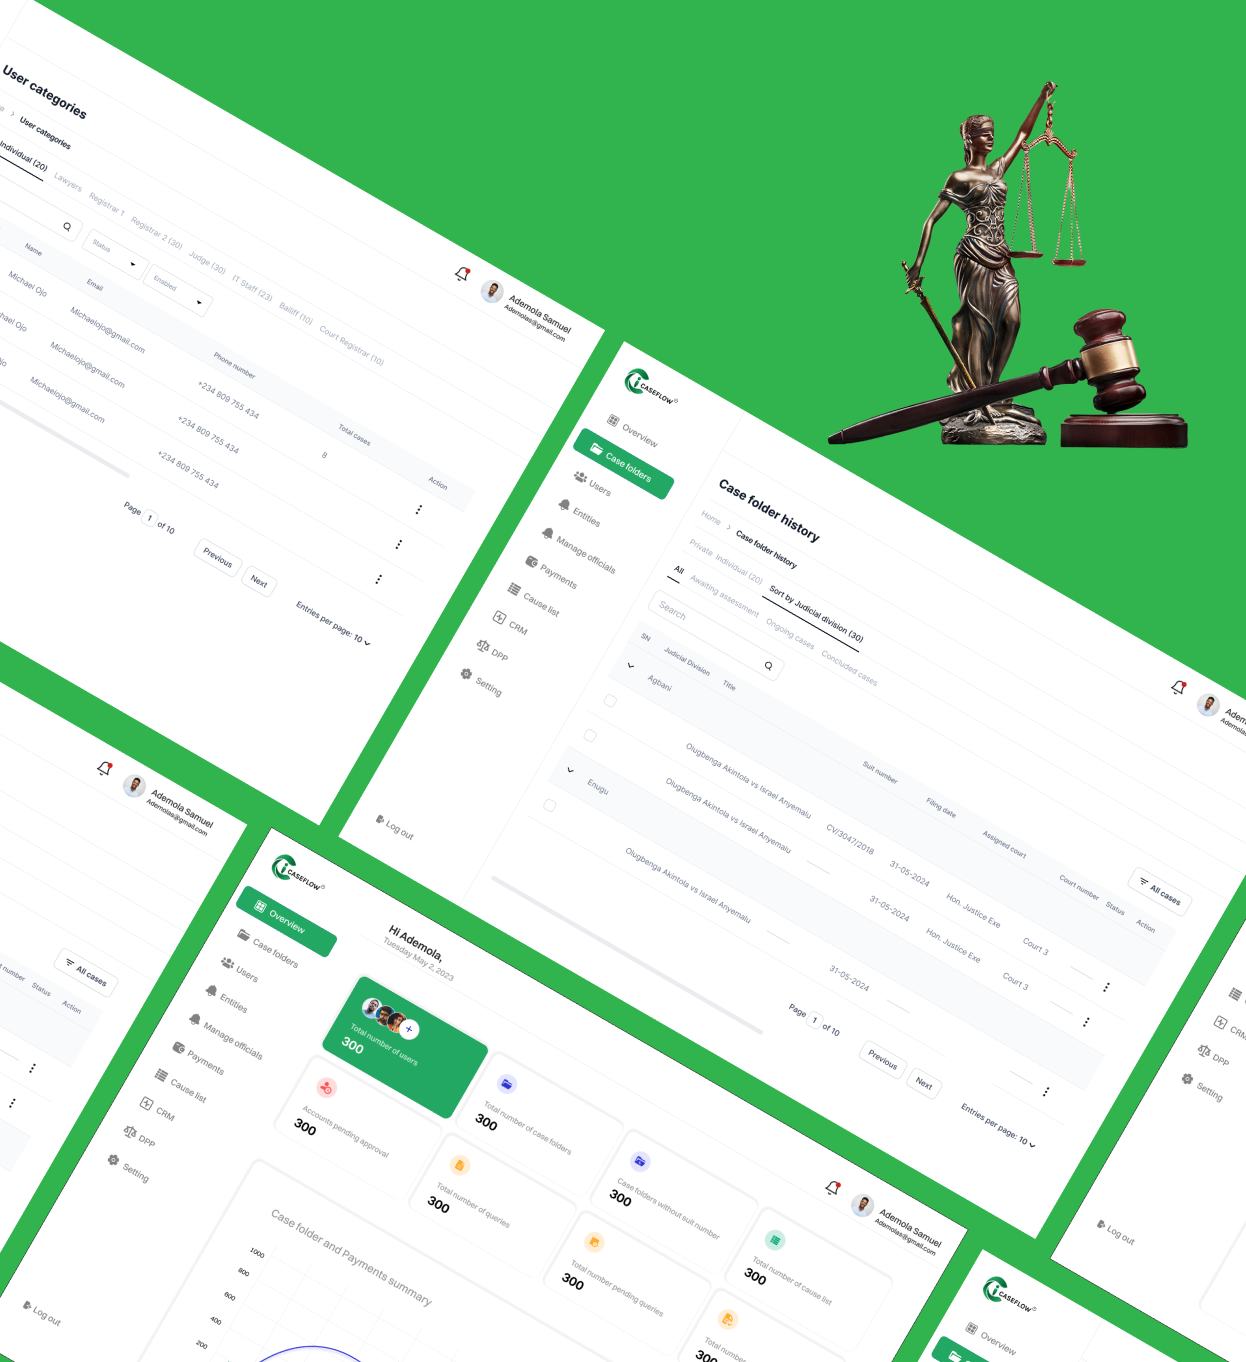 User categories
User categories
Individual (20)
Lawyers
Registrar 1
Registrar 2 (30)
Judge (30)
IT Staff (23)
Bailiff (10)
Court Registrar (10)
Status
Enabled
Name
Email
Phone number
Total cases
Action
Michael Ojo
Michaelojo@gmail.com
+234 809 755 434
8
Michaelojo@gmail.com
+234 809 755 434
Michaelojo@gmail.com
+234 809 755 434
Page 1 of 10
Previous
Next
Entries per page: 10
Ademola Samuel
Ademolas@gmail.com
CASEFLOW
Overview
Case folders
Users
Entities
Manage officials
Payments
Cause list
CRM
DPP
Setting
Log out
Case folder history
Home > Case folder history
Private Individual (20)
Sort by Judicial division (30)
All
Awaiting assessment
Ongoing cases
Concluded cases
Search
All cases
SN
Judicial Division
Title
Suit number
Filing date
Assigned court
Court number
Status
Action
Agbani
Olugbenga Akintola vs Israel Anyemalu
CV/3047/2018
31-05-2024
Hon. Justice Exe
Court 3
Olugbenga Akintola vs Israel Anyemalu
31-05-2024
Hon. Justice Exe
Court 3
Enugu
Olugbenga Akintola vs Israel Anyemalu
31-05-2024
Page 1 of 10
Previous
Next
Entries per page: 10
Ademola Samuel
Ademolas@gmail.com
All cases
Status
Action
Log out
CASEFLOW
Overview
Case folders
Users
Entities
Manage officials
Payments
Cause list
CRM
DPP
Setting
Hi Ademola,
Tuesday May 2, 2023
Ademola Samuel
Ademolas@gmail.com
Total number of users
300
Total number of case folders
300
Case folders without suit number
300
Total number of cause list
300
Accounts pending approval
300
Total number of queries
300
Total number pending queries
300
Total number
300
Case folder and Payments summary
1000
800
600
400
200
DPP
Setting
Log out
CASEFLOW
Overview